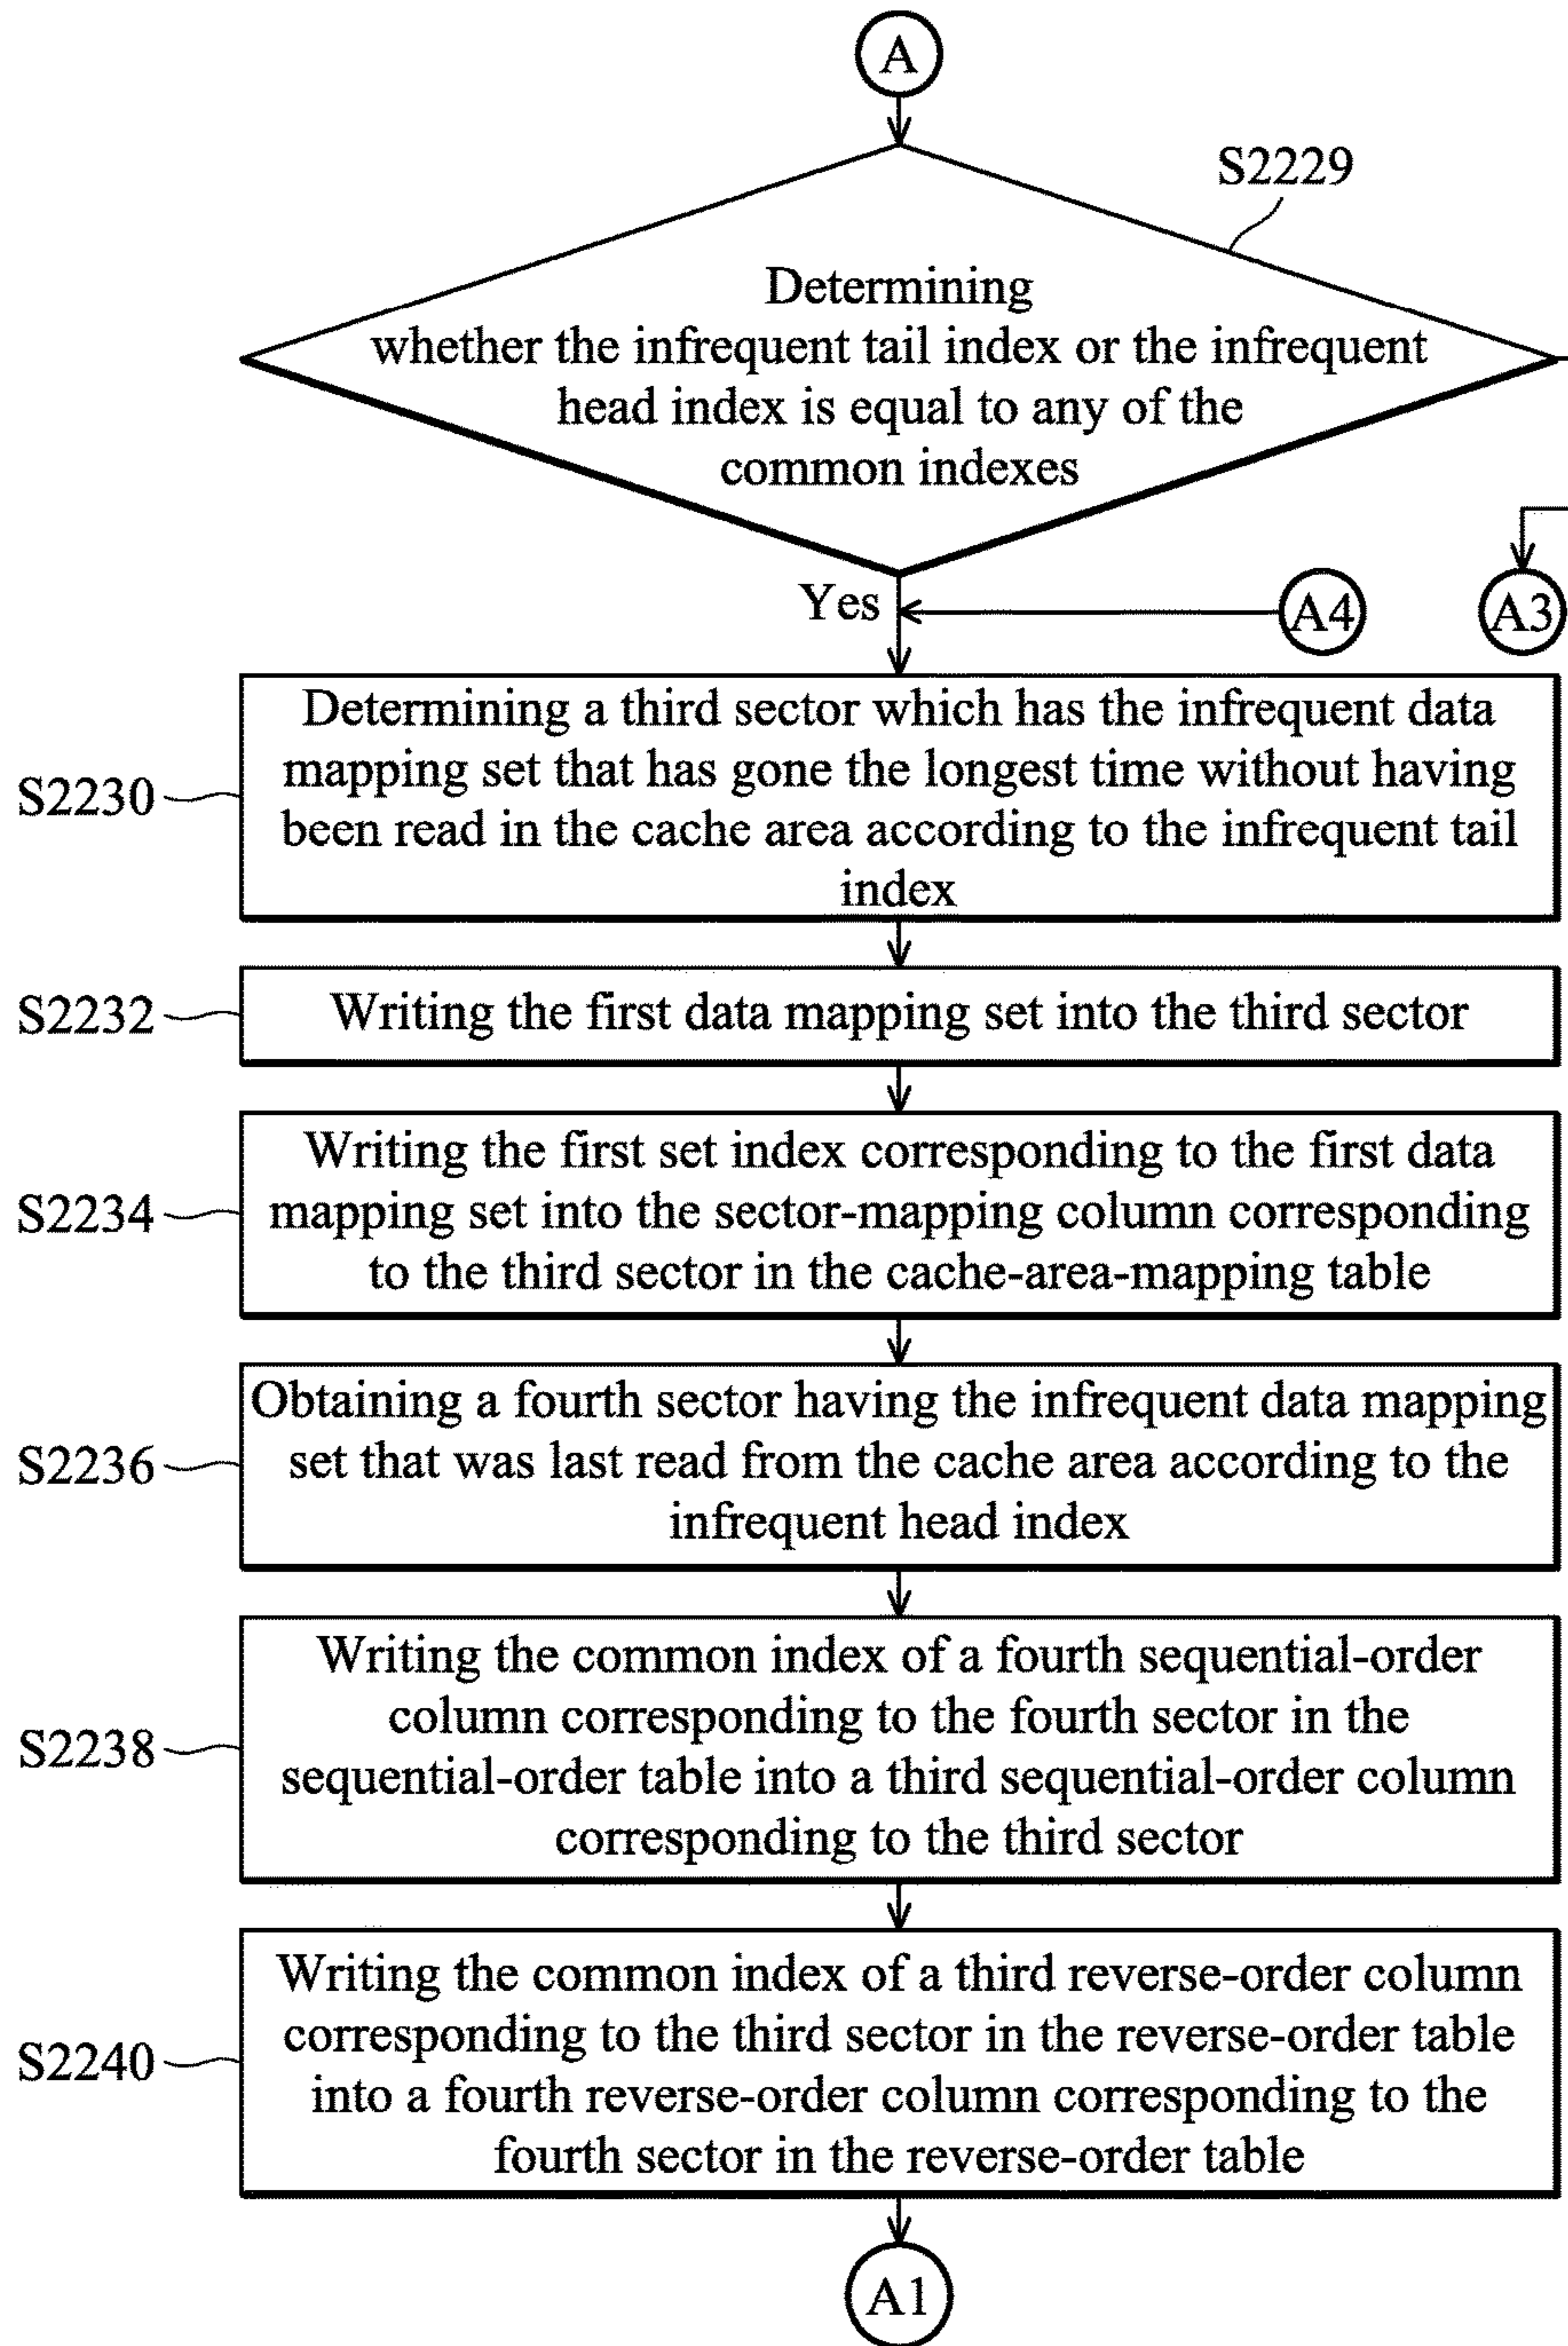 A
S2229
Determining
whether the infrequent tail index or the infrequent
head index is equal to any of the
common indexes
Yes
A4
A3
Determining a third sector which has the infrequent data
mapping set that has gone the longest time without having
S2230
been read in the cache area according to the infrequent tail
index
S2232
Writing the first data mapping set into the third sector
Writing the first set index corresponding to the first data
S2234
mapping set into the sector-mapping column corresponding
to the third sector in the cache-area-mapping table
Obtaining a fourth sector having the infrequent data mapping
S2236
set that was last read from the cache area according to the
infrequent head index
Writing the common index of a fourth sequential-order
column corresponding to the fourth sector in the
S2238
sequential-order table into a third sequential-order column
corresponding to the third sector
Writing the common index of a third reverse-order column
corresponding to the third sector in the reverse-order table
S2240
into a fourth reverse-order column corresponding to the
fourth sector in the reverse-order table
A1